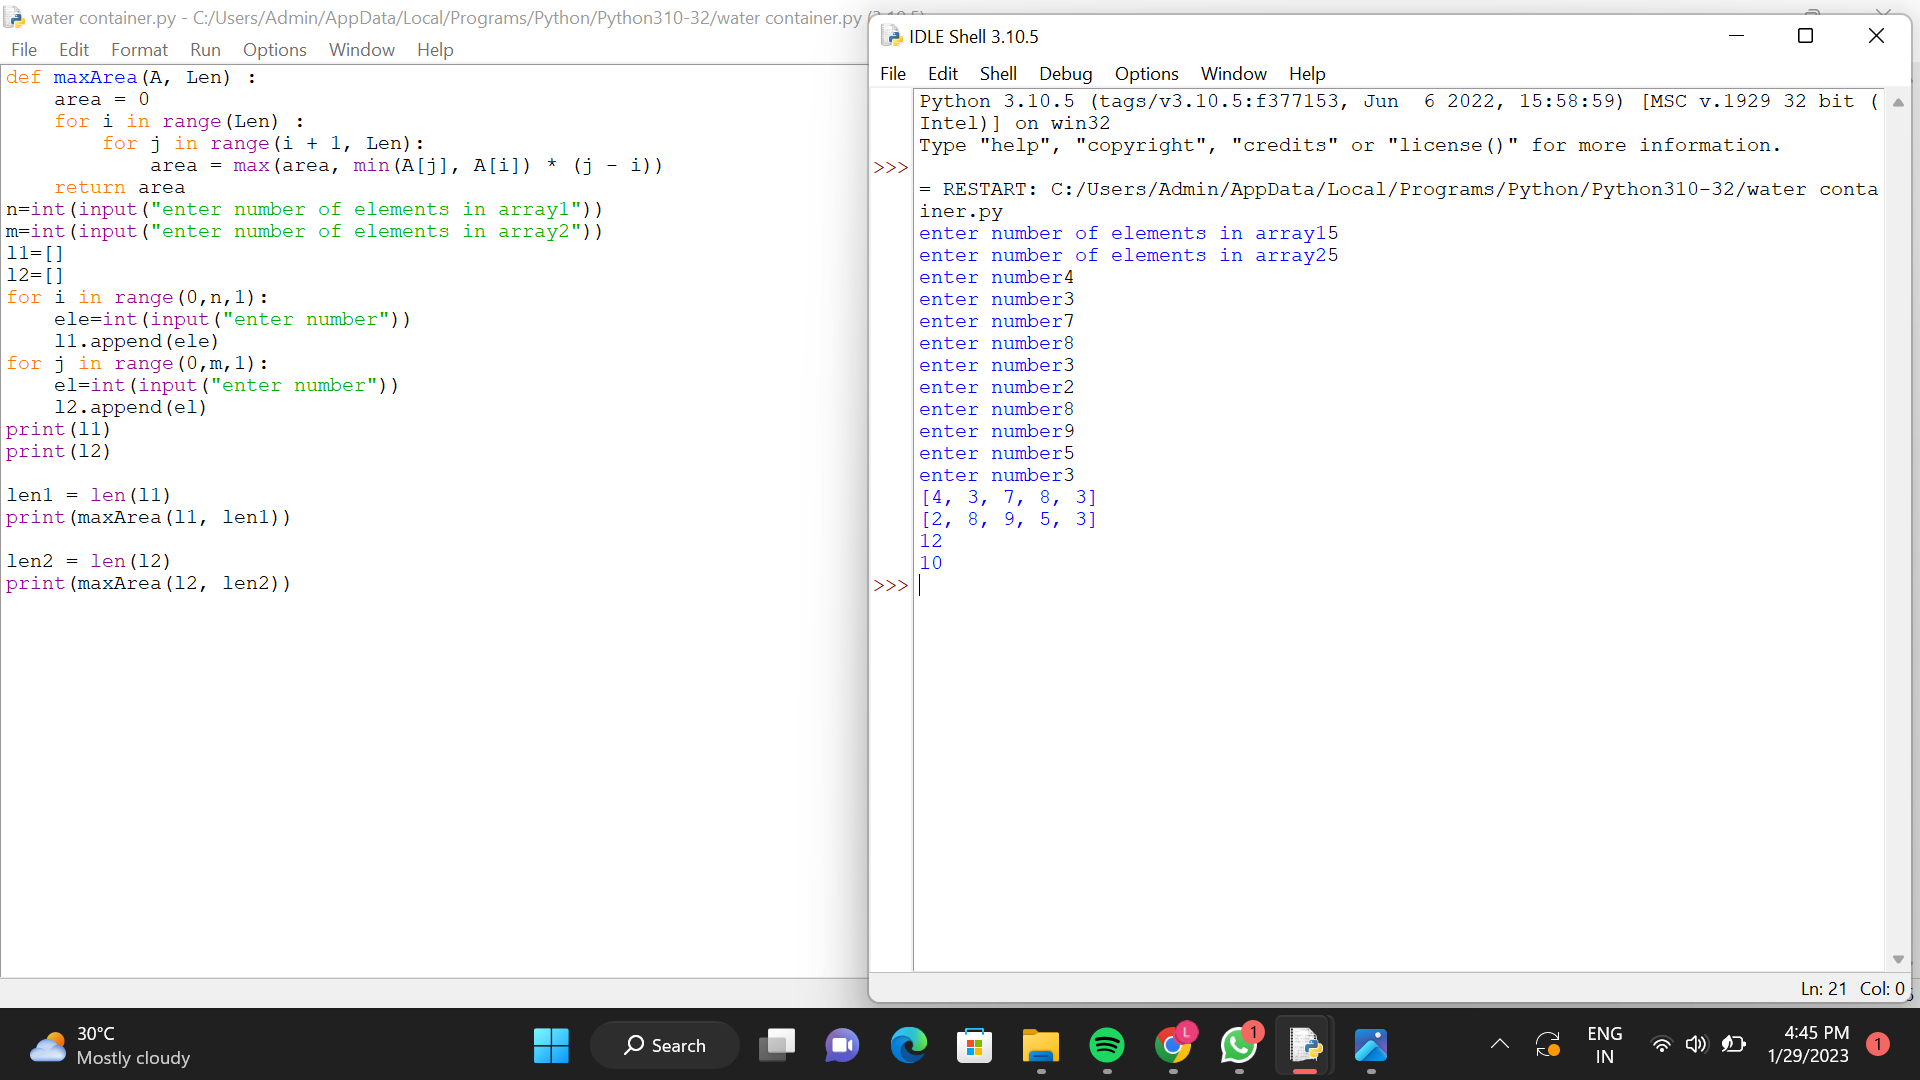 water container.py - C:/Users/Admin/AppData/Local/Programs/Python/Python310-32/water container.py (3.10.5)
File Edit Format Run Options Window Help
def maxArea(A, Len) :
    area = 0
    for i in range(Len) :
        for j in range(i + 1, Len):
            area = max(area, min(A[j], A[i]) * (j - i))
    return area
n=int(input("enter number of elements in array1"))
m=int(input("enter number of elements in array2"))
l1=[]
l2=[]
for i in range(0,n,1):
    ele=int(input("enter number"))
    l1.append(ele)
for j in range(0,m,1):
    el=int(input("enter number"))
    l2.append(el)
print(l1)
print(l2)
len1 = len(l1)
print(maxArea(l1, len1))
len2 = len(l2)
print(maxArea(l2, len2))
IDLE Shell 3.10.5
File Edit Shell Debug Options Window Help
Python 3.10.5 (tags/v3.10.5:f377153, Jun  6 2022, 15:58:59) [MSC v.1929 32 bit (
Intel)] on win32
Type "help", "copyright", "credits" or "license()" for more information.
>>>
= RESTART: C:/Users/Admin/AppData/Local/Programs/Python/Python310-32/water conta
iner.py
enter number of elements in array15
enter number of elements in array25
enter number4
enter number3
enter number7
enter number8
enter number3
enter number2
enter number8
enter number9
enter number5
enter number3
[4, 3, 7, 8, 3]
[2, 8, 9, 5, 3]
12
10
>>>
Ln: 21 Col: 0
30°C
Mostly cloudy
Search
L
1
ENG
IN
4:45 PM
1/29/2023
1